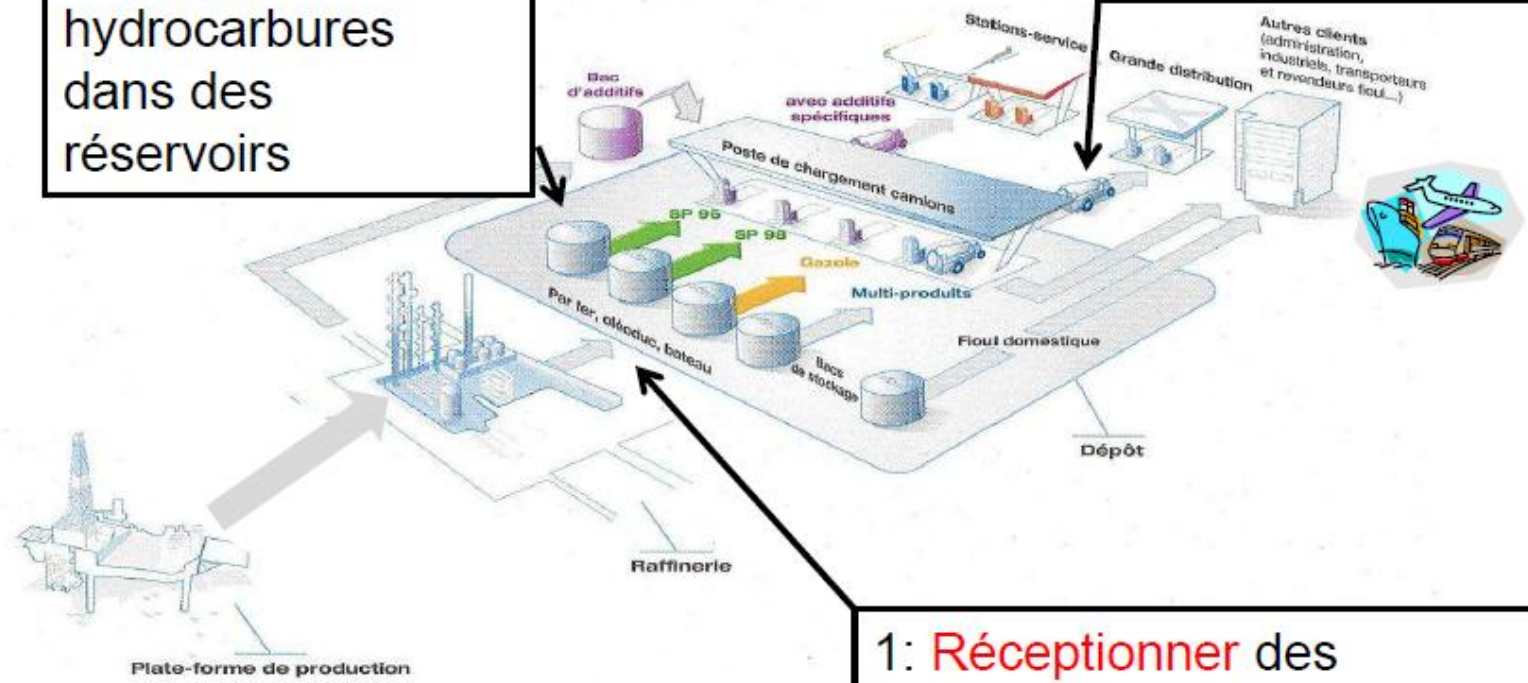 hydrocarbures
dans des
réservoirs
Bac
d'additifs
avec additifs
spécifiques
Stations-service
Grande distribution
Autres clients
(administration,
industriels, transporteurs
et revendeurs fioul...)
Poste de chargement camions
SP 95
SP 98
Gazole
Multi-produits
Par fer, oléoduc, bateau
Bacs
de stockage
Fioul domestique
Dépôt
Raffinerie
Plate-forme de production
1: Réceptionner des